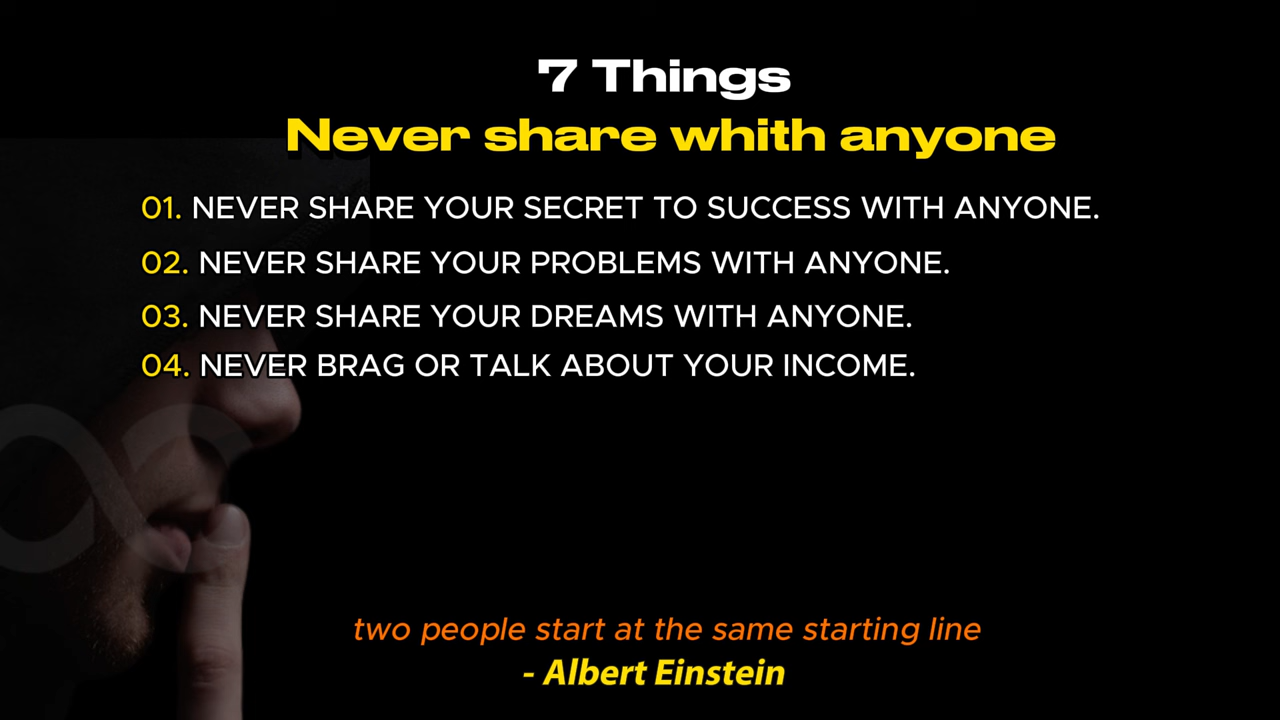 7 Things
Never share whith anyone
01. NEVER SHARE YOUR SECRET TO SUCCESS WITH ANYONE.
02. NEVER SHARE YOUR PROBLEMS WITH ANYONE.
03. NEVER SHARE YOUR DREAMS WITH ANYONE.
04. NEVER BRAG OR TALK ABOUT YOUR INCOME.
two people start at the same starting line
- Albert Einstein